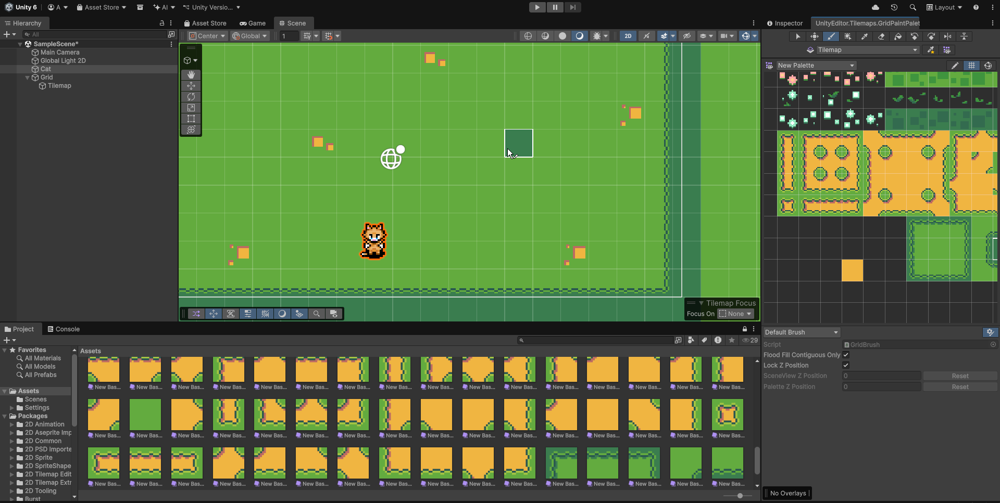 Unity 6
A
Asset Store
AI
Unity Versio...
Layout
Hierarchy
Asset Store
Game
Scene
Inspector
UnityEditor.Tilemaps.GridPaintPalet
All
Center
Global
1
2D
Tilemap
SampleScene*
Main Camera
Global Light 2D
Cat
Grid
Tilemap
New Palette
Tilemap Focus
Focus On
None
Project
Console
29
Default Brush
Script
GridBrush
Flood Fill Contiguous Only
Lock Z Position
SceneView Z Position
0
Reset
Palette Z Position
0
Reset
Favorites
All Materials
All Models
All Prefabs
Assets
Scenes
Settings
Packages
2D Animation
2D Aseprite Imp
2D Common
2D PSD Importe
2D Sprite
2D SpriteShape
2D Tilemap Edit
2D Tilemap Extr
2D Tooling
Burst
Assets
New Bas... New Bas... New Bas... New Bas... New Bas... New Bas... New Bas... New Bas... New Bas... New Bas... New Bas... New Bas... New Bas... New Bas... New Bas... New Bas...
New Bas... New Bas... New Bas... New Bas... New Bas... New Bas... New Bas... New Bas... New Bas... New Bas... New Bas... New Bas... New Bas... New Bas... New Bas... New Bas...
New Bas... New Bas... New Bas... New Bas... New Bas... New Bas... New Bas... New Bas... New Bas... New Bas... New Bas... New Bas... New Bas... New Bas... New Bas... New Bas...
No Overlays